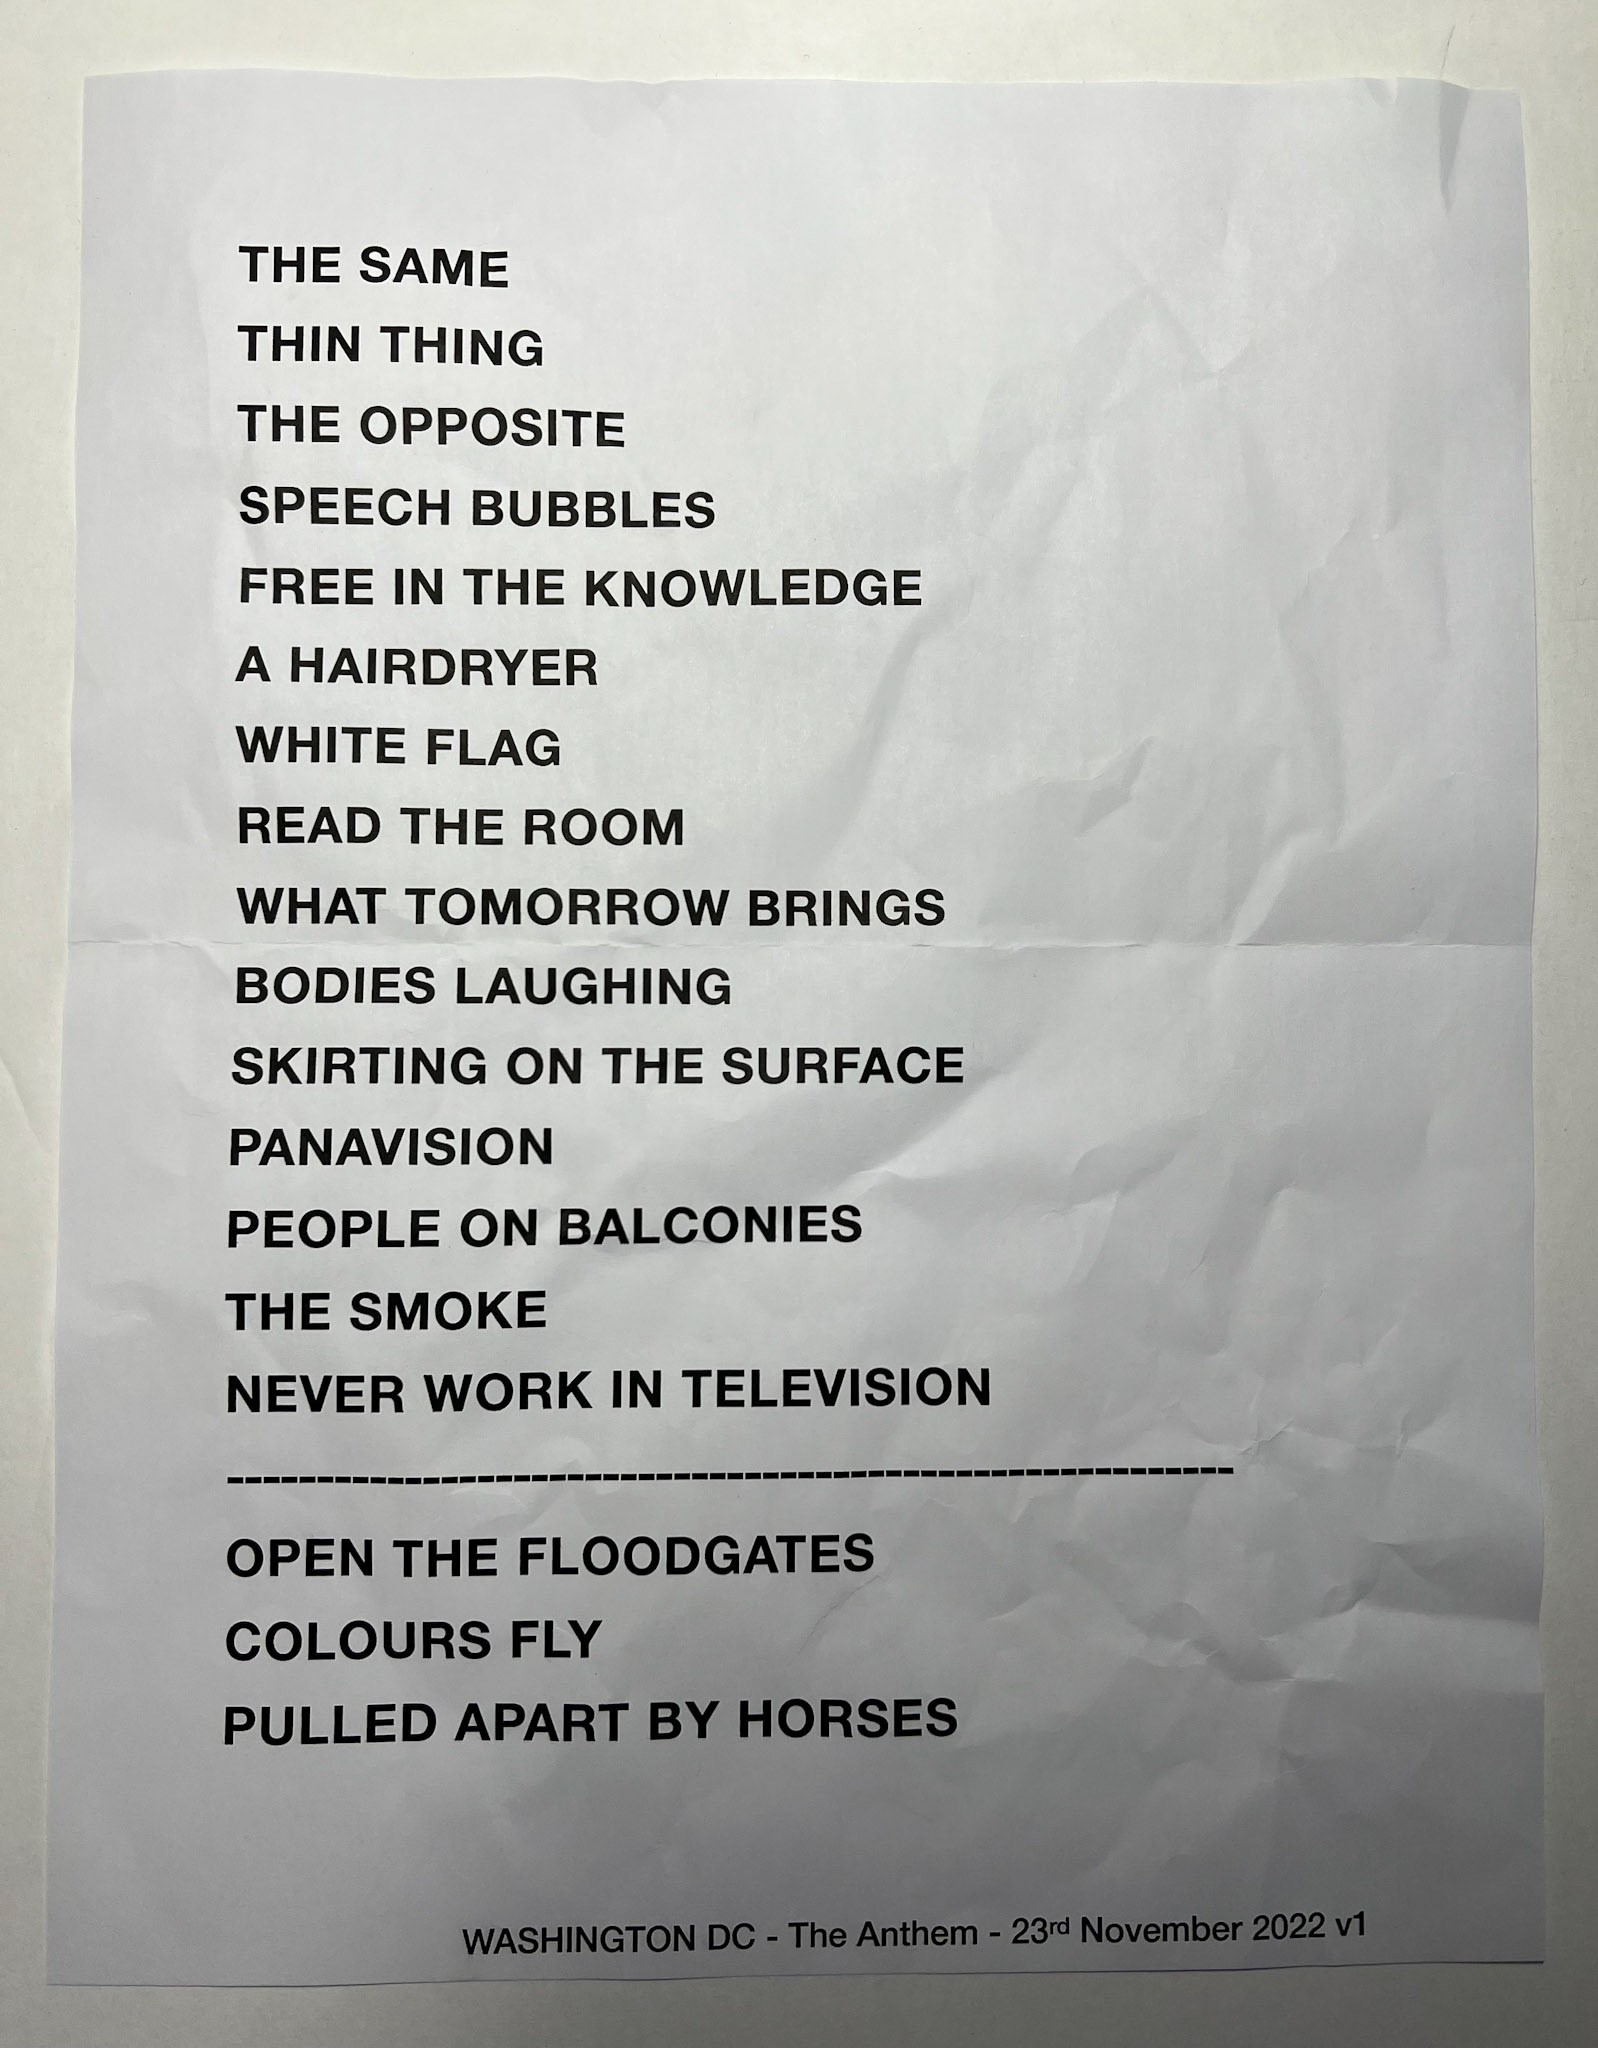 THE SAME
THIN THING
THE OPPOSITE
SPEECH BUBBLES
FREE IN THE KNOWLEDGE
A HAIRDRYER
WHITE FLAG
READ THE ROOM
WHAT TOMORROW BRINGS
BODIES LAUGHING
SKIRTING ON THE SURFACE
PANAVISION
PEOPLE ON BALCONIES
THE SMOKE
NEVER WORK IN TELEVISION
---------------------------------------------------------
OPEN THE FLOODGATES
COLOURS FLY
PULLED APART BY HORSES
WASHINGTON DC - The Anthem - 23rd November 2022 v1